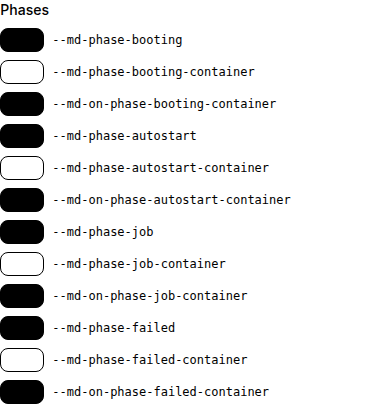 Phases
--md-phase-booting
--md-phase-booting-container
--md-on-phase-booting-container
--md-phase-autostart
--md-phase-autostart-container
--md-on-phase-autostart-container
--md-phase-job
--md-phase-job-container
--md-on-phase-job-container
--md-phase-failed
--md-phase-failed-container
--md-on-phase-failed-container